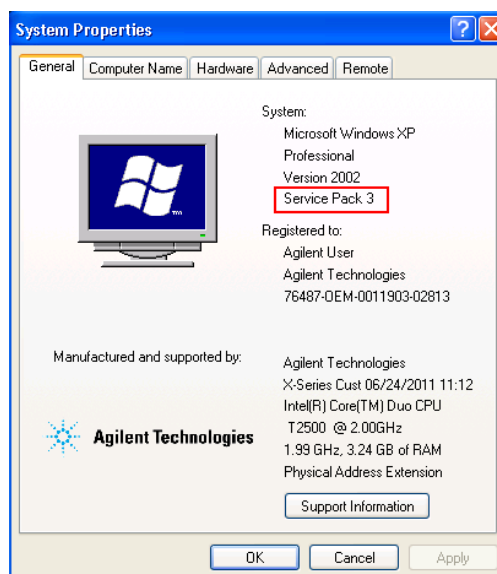 System Properties
General Computer Name Hardware Advanced Remote
System:
Microsoft Windows XP
Professional
Version 2002
Service Pack 3
Registered to:
Agilent User
Agilent Technologies
76487-OEM-0011903-02813
Manufactured and supported by:
Agilent Technologies
X-Series Cust 06/24/2011 11:12
Intel(R) Core(TM) Duo CPU
T2500 @ 2.00GHz
1.99 GHz, 3.24 GB of RAM
Physical Address Extension
Agilent Technologies
Support Information
OK Cancel Apply